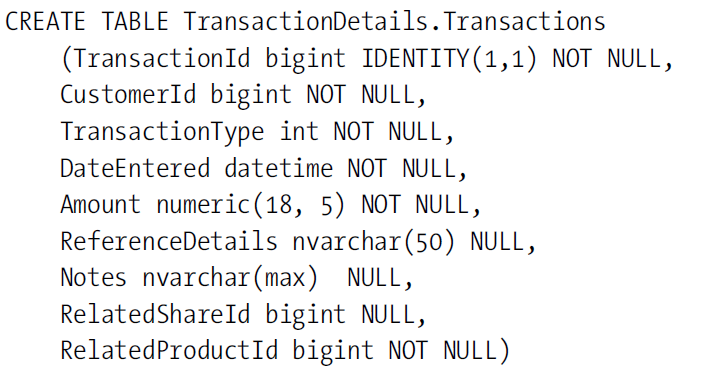 CREATE TABLE TransactionDetails.Transactions
(TransactionId bigint IDENTITY(1,1) NOT NULL,
CustomerId bigint NOT NULL,
TransactionType int NOT NULL,
DateEntered datetime NOT NULL,
Amount numeric(18, 5) NOT NULL,
ReferenceDetails nvarchar(50) NULL,
Notes nvarchar(max)  NULL,
RelatedShareId bigint NULL,
RelatedProductId bigint NOT NULL)